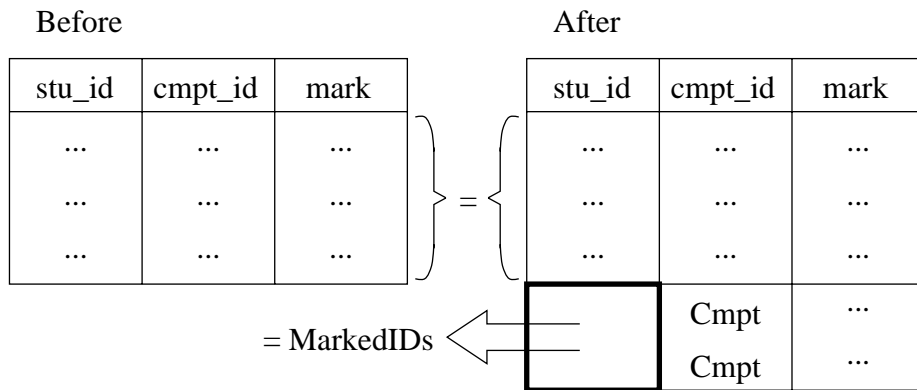 Before After
stu_id cmpt_id mark stu_id cmpt_id mark
... ... ... ... ... ...
... ... ... = ... ... ...
... ... ... ... ... ...
Cmpt ...
= MarkedIDs
Cmpt ...